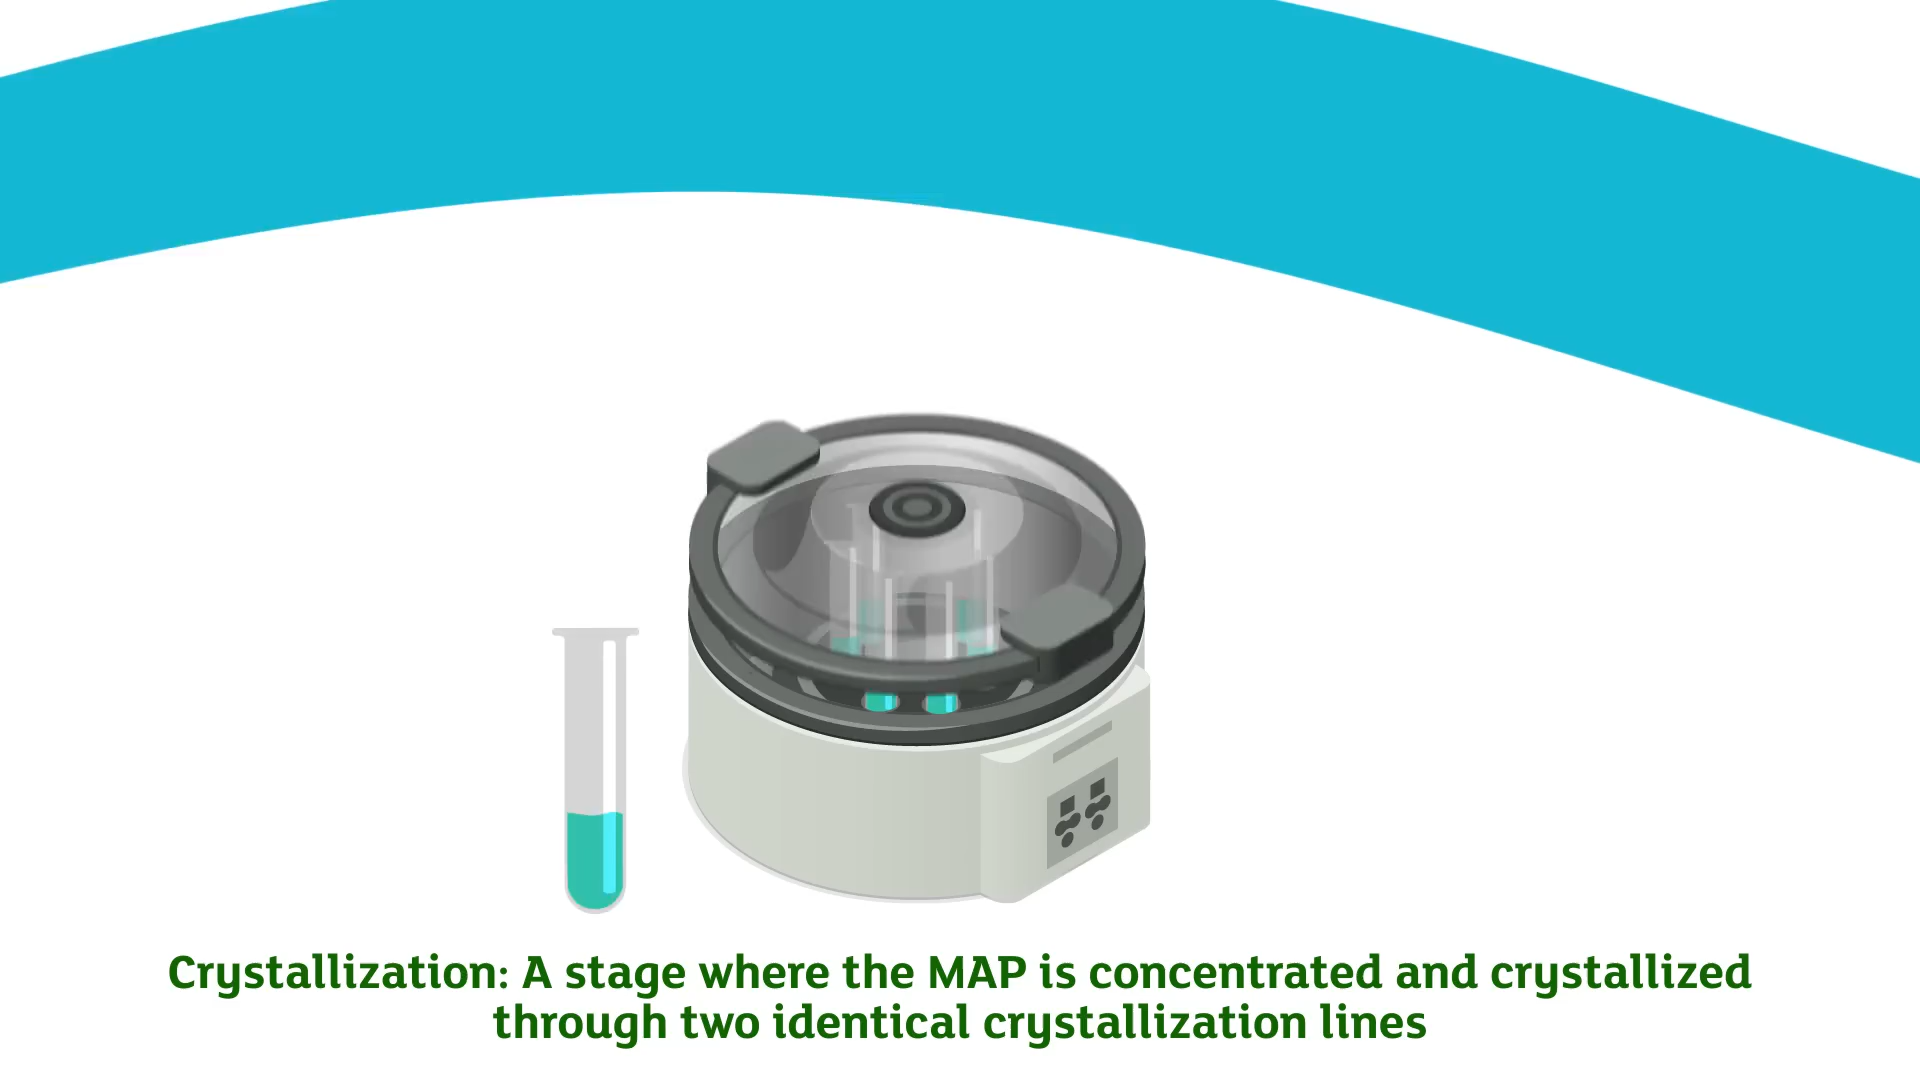 Crystallization: A stage where the MAP is concentrated and crystallized
through two identical crystallization lines